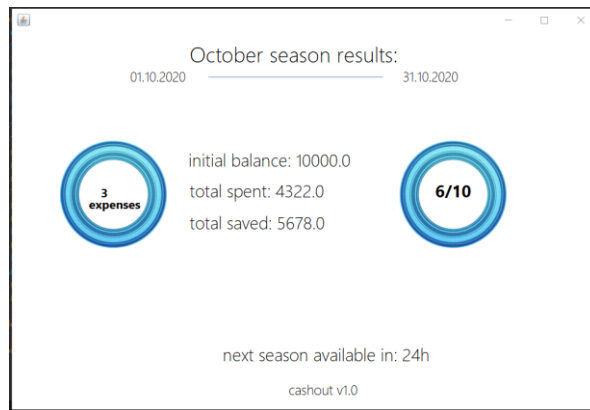 October season results:
01.10.2020 31.10.2020
initial balance: 10000.0
total spent: 4322.0
total saved: 5678.0
3
expenses
6/10
next season available in: 24h
cashout v1.0